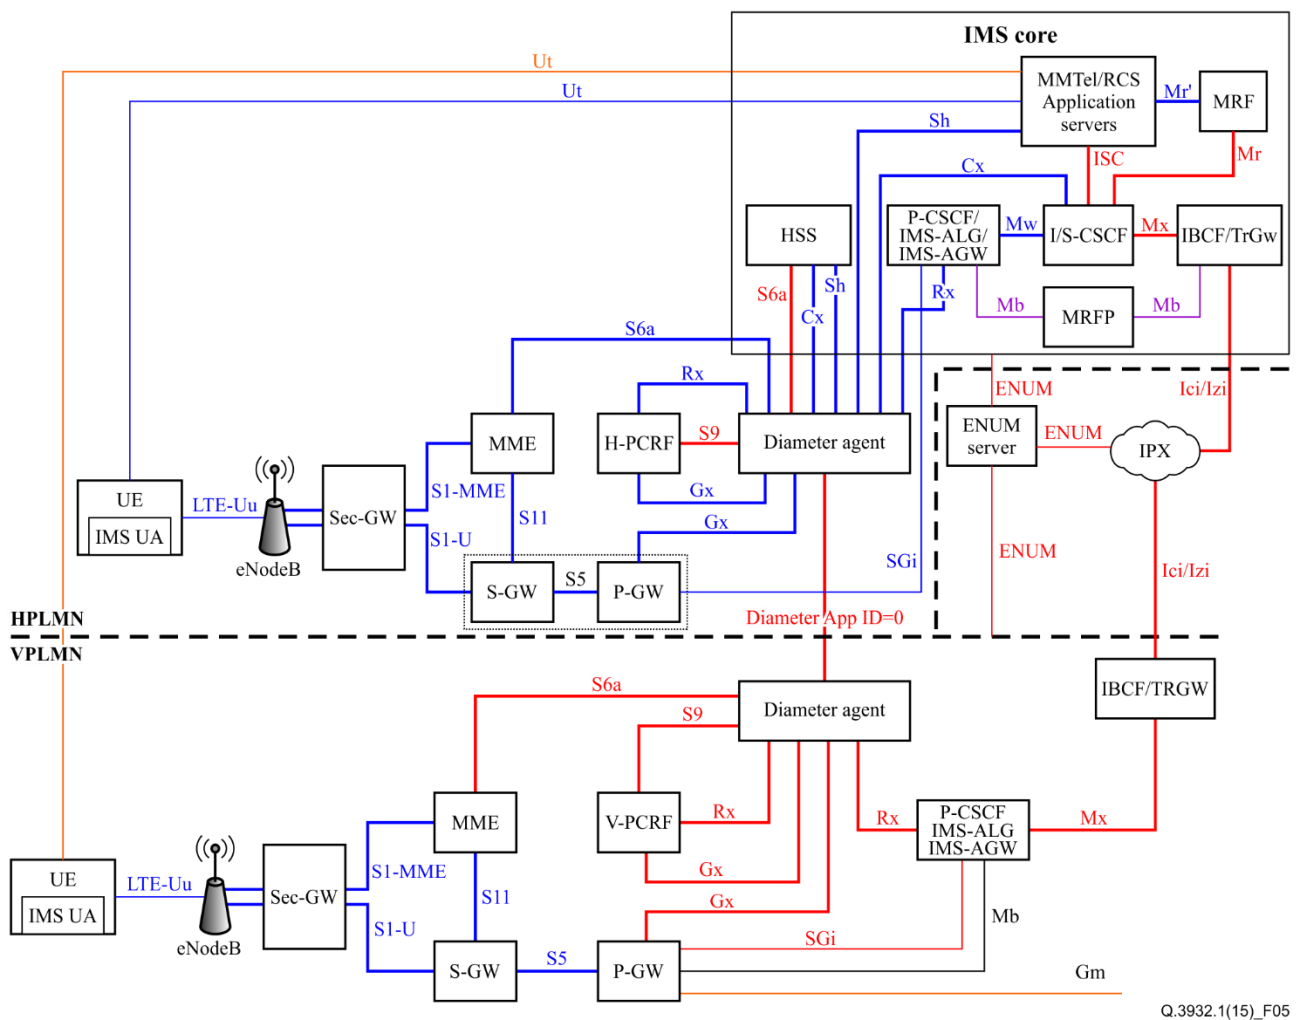 IMS core
Ut
MMTel/RCS
Application
servers
Mr'
MRF
Ut
Sh
ISC
Mr
Cx
HSS
P-CSCF/
IMS-ALG/
IMS-AGW
Mw
I/S-CSCF
Mx
IBCF/TrGw
S6a
Sh
Rx
Cx
Mb
MRFP
Mb
S6a
Rx
ENUM
Ici/Izi
MME
H-PCRF
S9
Diameter agent
ENUM
server
ENUM
IPX
UE
IMS UA
LTE-Uu
eNodeB
Sec-GW
S1-MME
S1-U
S11
Gx
Gx
S-GW
S5
P-GW
SGi
ENUM
Ici/Izi
HPLMN
Diameter App ID=0
VPLMN
S6a
S9
Diameter agent
IBCF/TRGW
MME
V-PCRF
Rx
Rx
P-CSCF
IMS-ALG
IMS-AGW
Mx
UE
IMS UA
LTE-Uu
eNodeB
Sec-GW
S1-MME
S1-U
S11
Gx
Gx
SGi
Mb
S-GW
S5
P-GW
Gm
Q.3932.1(15)_F05